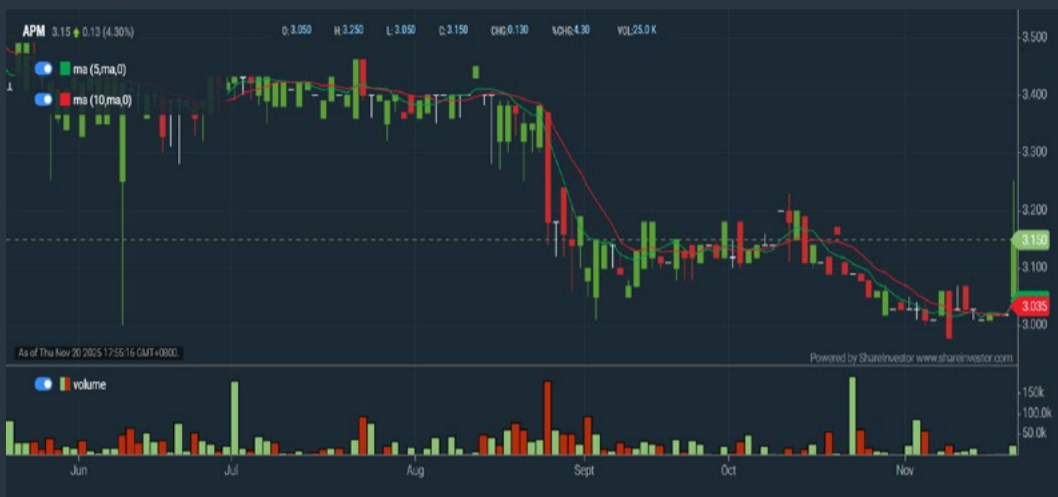 APM 3.15 0.13 (4.30%) O:3.050 H:3.250 L:3.050 C:3.150 CHG:0.130 %CHG:4.30 VOL:25.0 K
ma (5,ma,0)
ma (10,ma,0)
3.500
3.400
3.300
3.200
3.150
3.100
3.035
3.000
As of Thu Nov 20 2025 17:55:16 GMT+0800.
Powered by ShareInvestor www.shareinvestor.com
volume
150k
100.0k
50.0k
Jun Jul Aug Sept Oct Nov